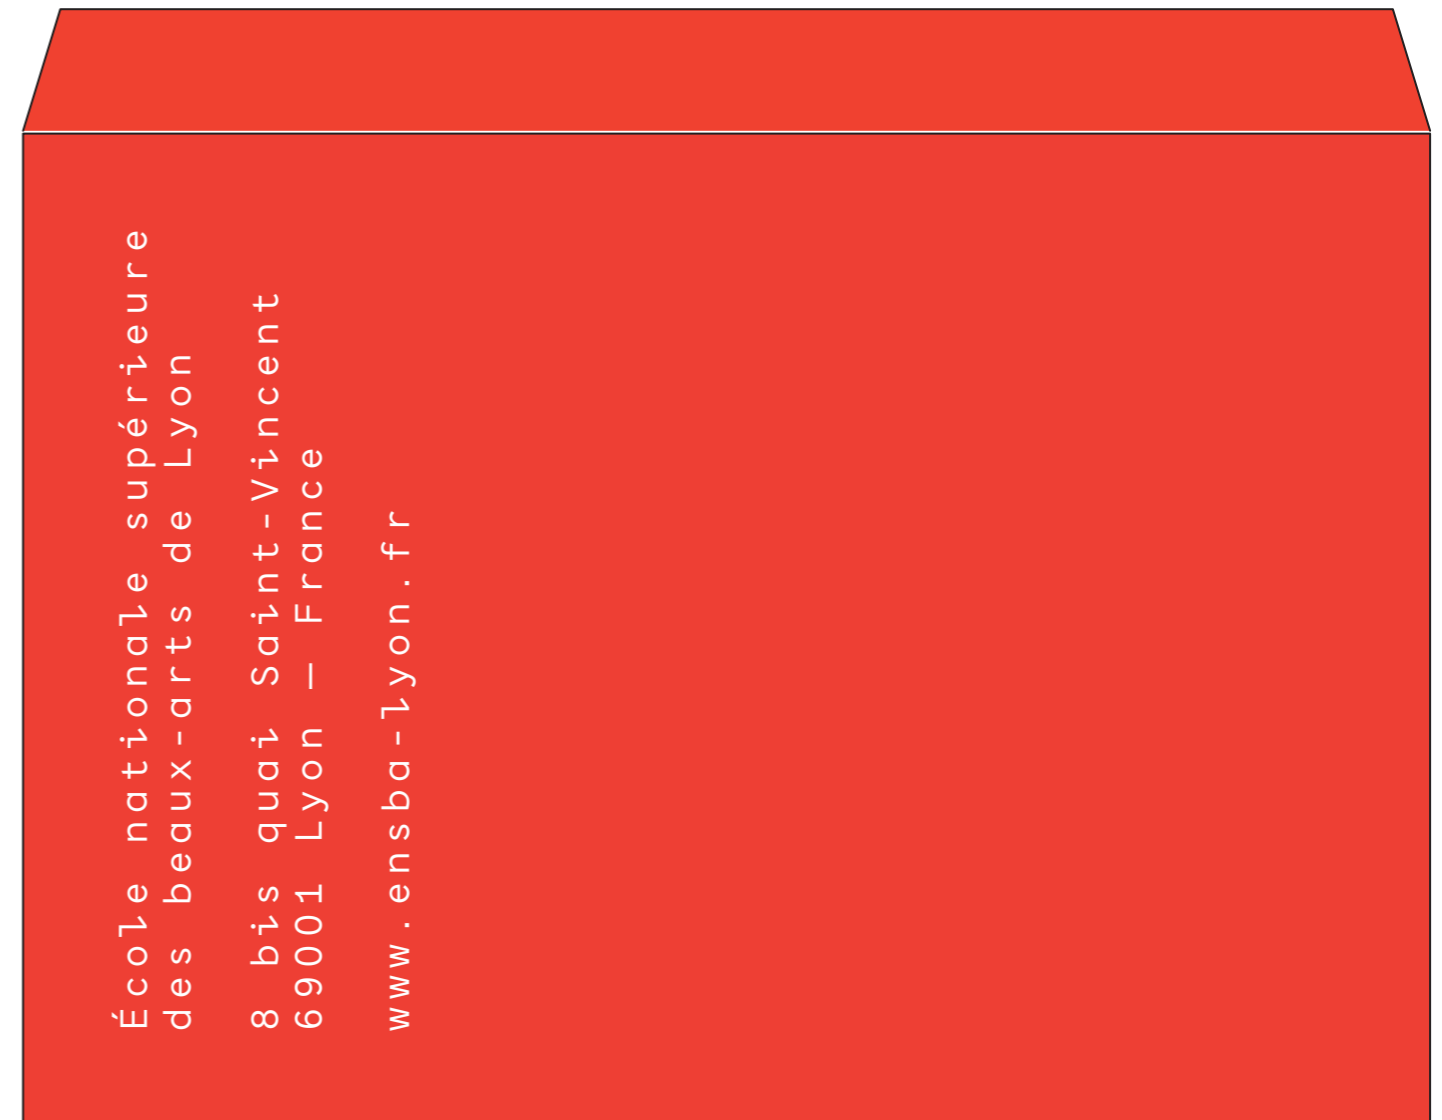 École nationale supérieure
des beaux-arts de Lyon
8 bis quai Saint-Vincent
69001 Lyon — France
www.ensba-lyon.fr